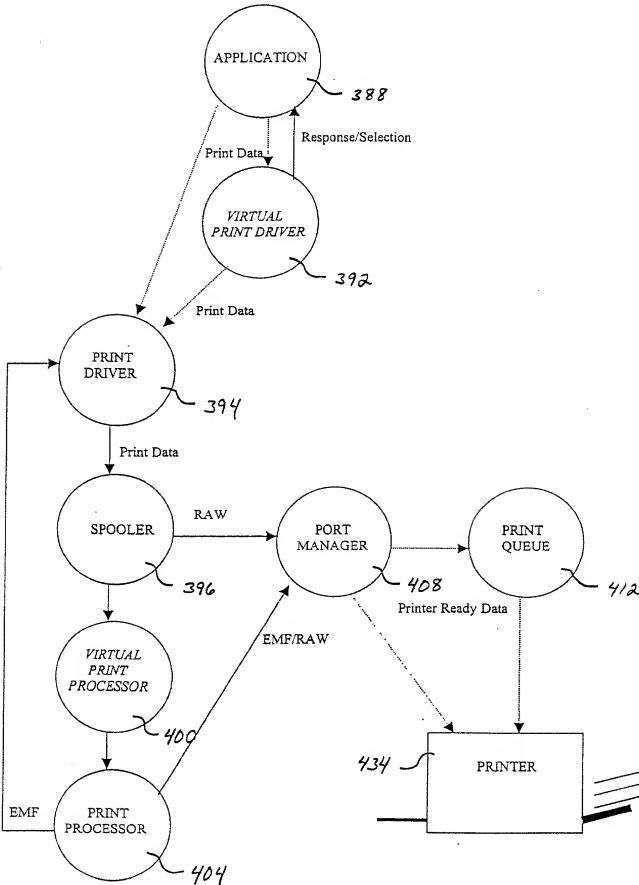 APPLICATION
388
Print Data
Response/Selection
VIRTUAL
PRINT DRIVER
392
Print Data
PRINT
DRIVER
394
Print Data
SPOOLER
396
RAW
PORT
MANAGER
408
PRINT
QUEUE
412
Printer Ready Data
EMF/RAW
VIRTUAL
PRINT
PROCESSOR
400
434
PRINTER
EMF
PRINT
PROCESSOR
404